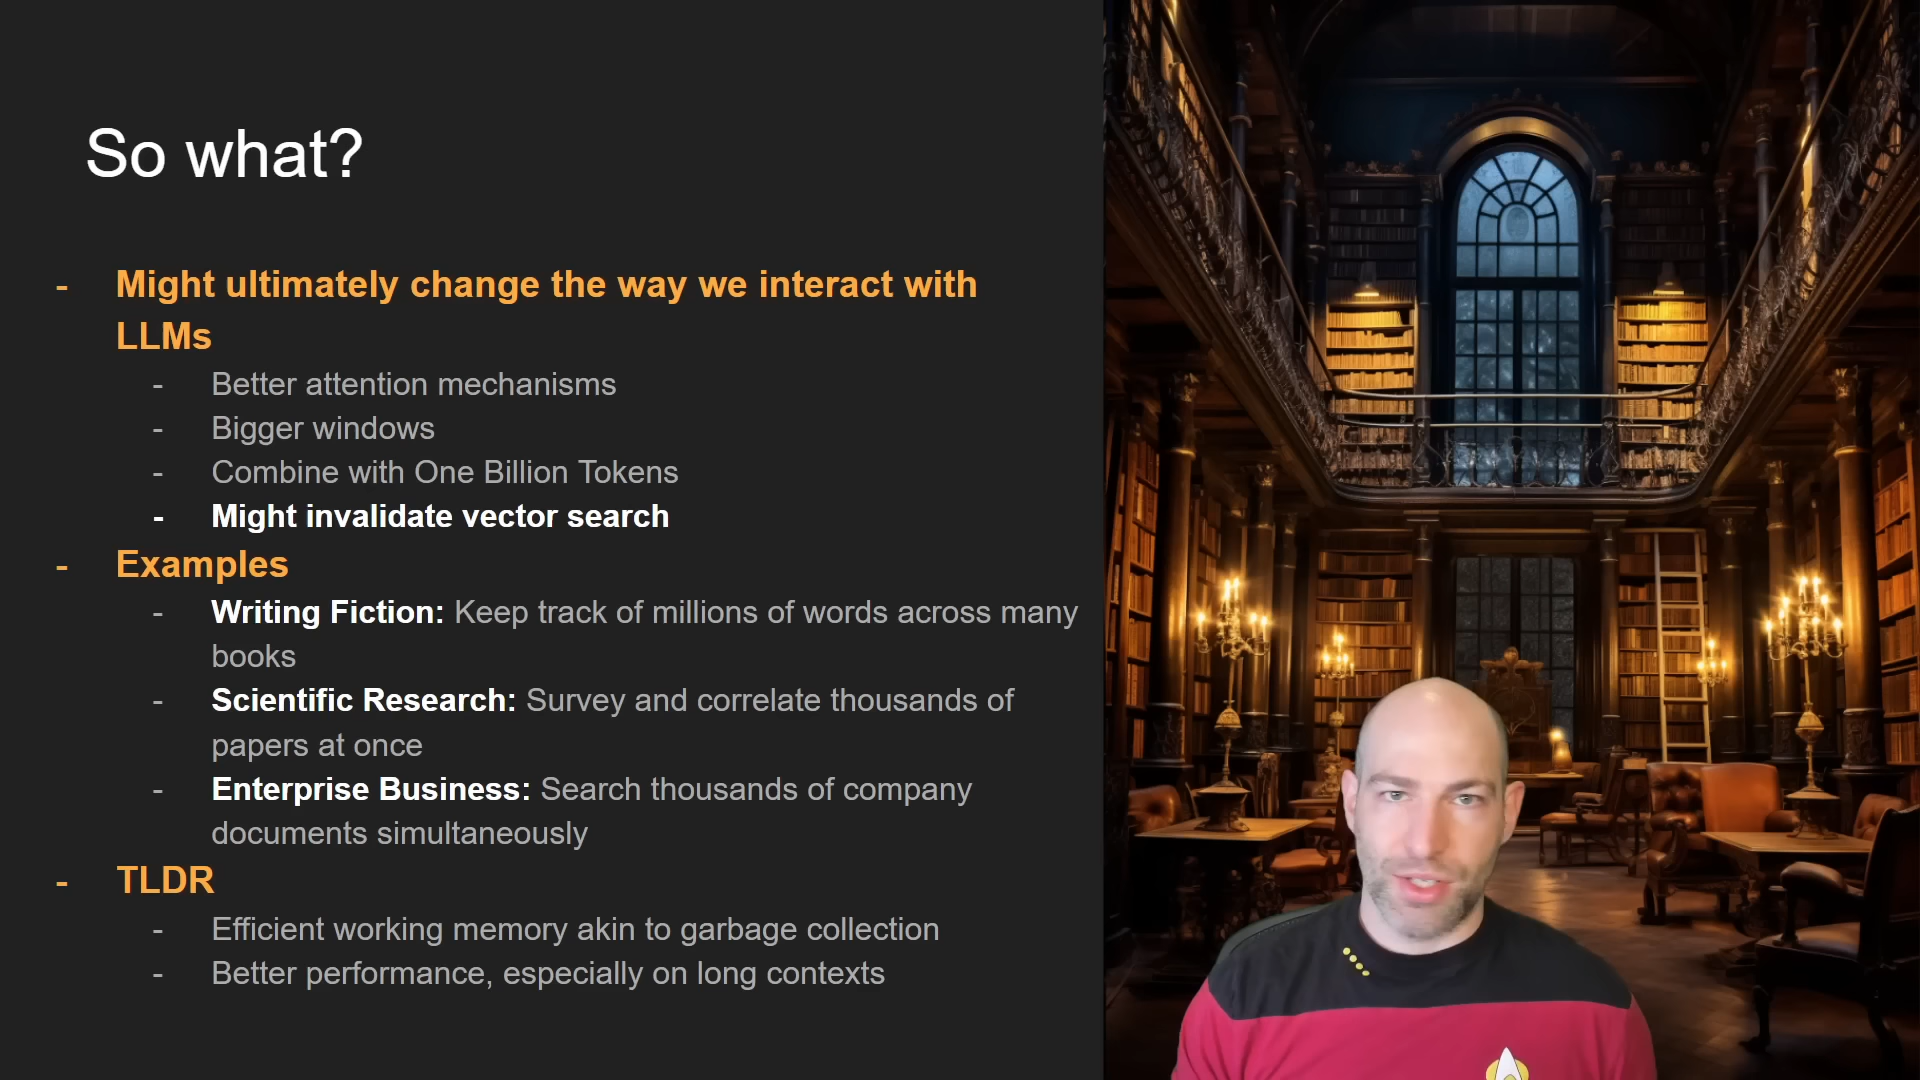 So what?
- Might ultimately change the way we interact with
LLMs
- Better attention mechanisms
- Bigger windows
- Combine with One Billion Tokens
- Might invalidate vector search
- Examples
- Writing Fiction: Keep track of millions of words across many
books
- Scientific Research: Survey and correlate thousands of
papers at once
- Enterprise Business: Search thousands of company
documents simultaneously
- TLDR
- Efficient working memory akin to garbage collection
- Better performance, especially on long contexts